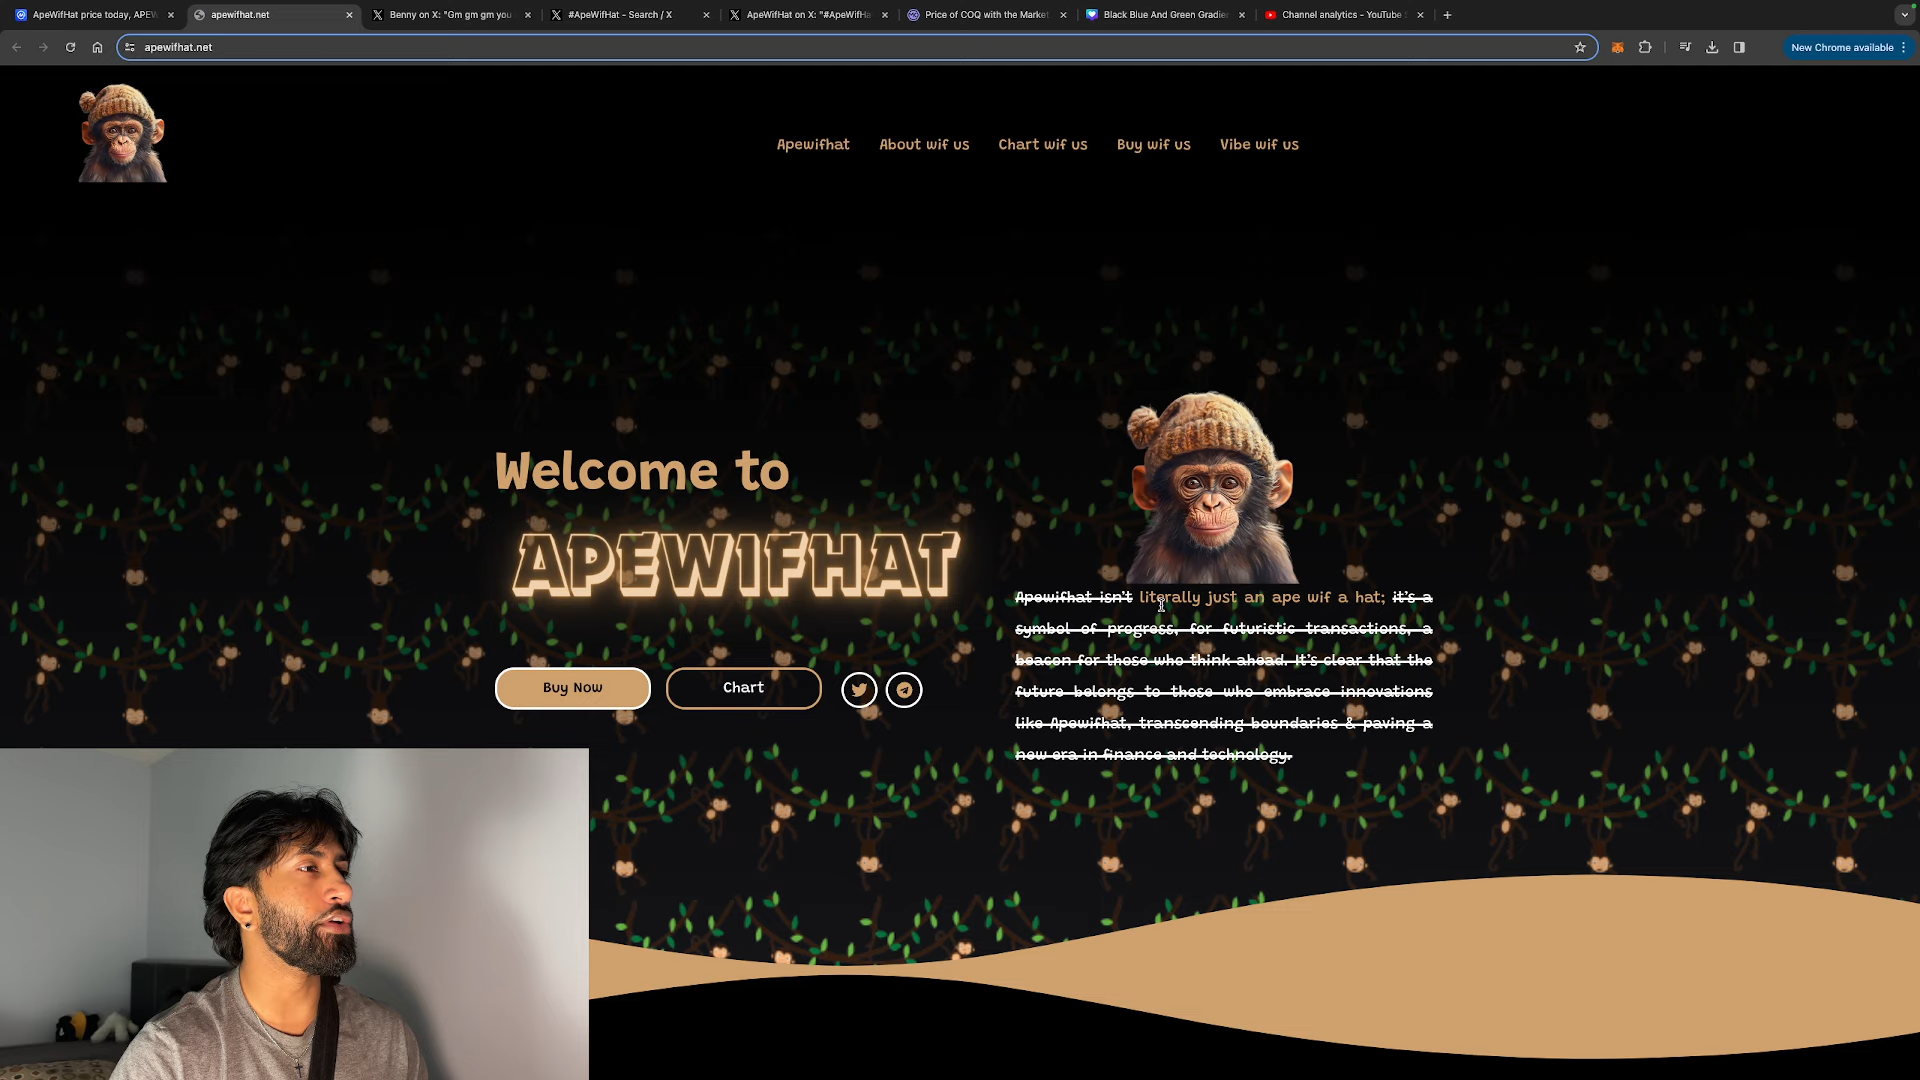 ApeWifHat price today, APEW
apewifhat.net
Benny on X: "Gm gm gm you
#ApeWifHat - Search / X
ApeWifHat on X: "#ApeWifHa
Price of COQ with the Market
Black Blue And Green Gradier
Channel analytics - YouTube S
apewifhat.net
New Chrome available
Apewifhat
About wif us
Chart wif us
Buy wif us
Vibe wif us
Welcome to
APEWIFHAT
Buy Now
Chart
Apewifhat isn't literally just an ape wif a hat; it's a
symbol of progress, for futuristic transactions, a
beacon for those who think ahead. It's clear that the
future belongs to those who embrace innovations
like Apewifhat, transcending boundaries & paving a
new era in finance and technology.